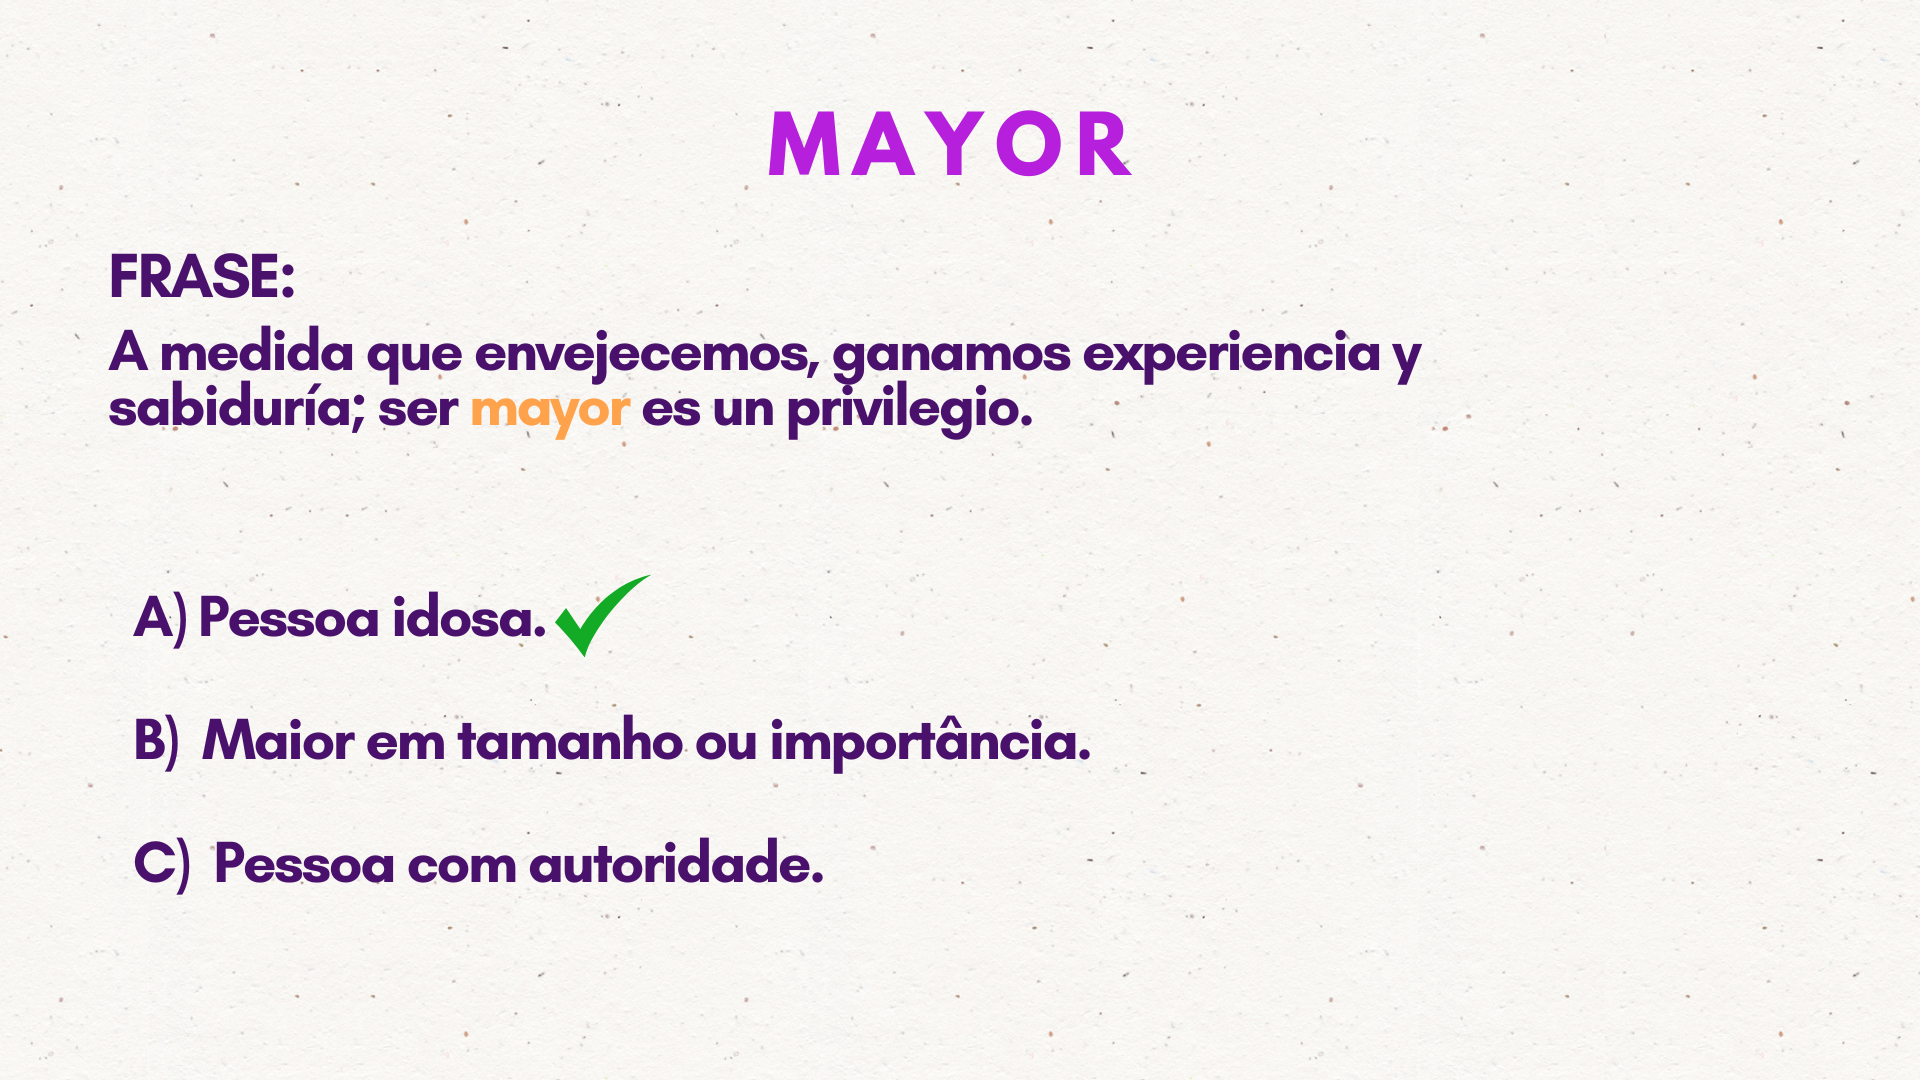 MAYOR
FRASE:
A medida que envejecemos, ganamos experiencia y
sabiduría; ser mayor es un privilegio.
A) Pessoa idosa.
B) Maior em tamanho ou importância.
C) Pessoa com autoridade.